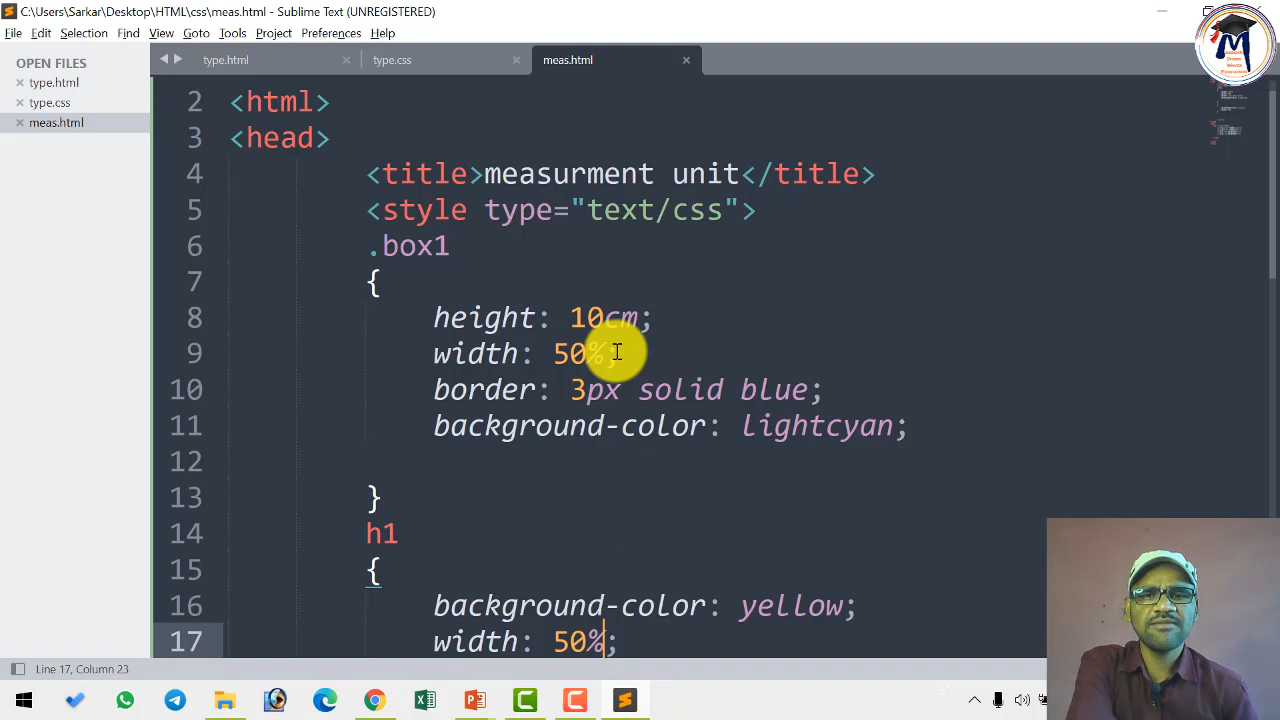 C:\Users\Sarkar\Desktop\HTML\css\meas.html - Sublime Text (UNREGISTERED)
File Edit Selection Find View Goto Tools Project Preferences Help
OPEN FILES
type.html
type.css
meas.html
type.html type.css meas.html
2 <html>
3 <head>
4 <title>measurment unit</title>
5 <style type="text/css">
6 .box1
7 {
8 height: 10cm;
9 width: 50%;
10 border: 3px solid blue;
11 background-color: lightcyan;
12
13 }
14 h1
15 {
16 background-color: yellow;
17 width: 50%;
Line 17, Column 23